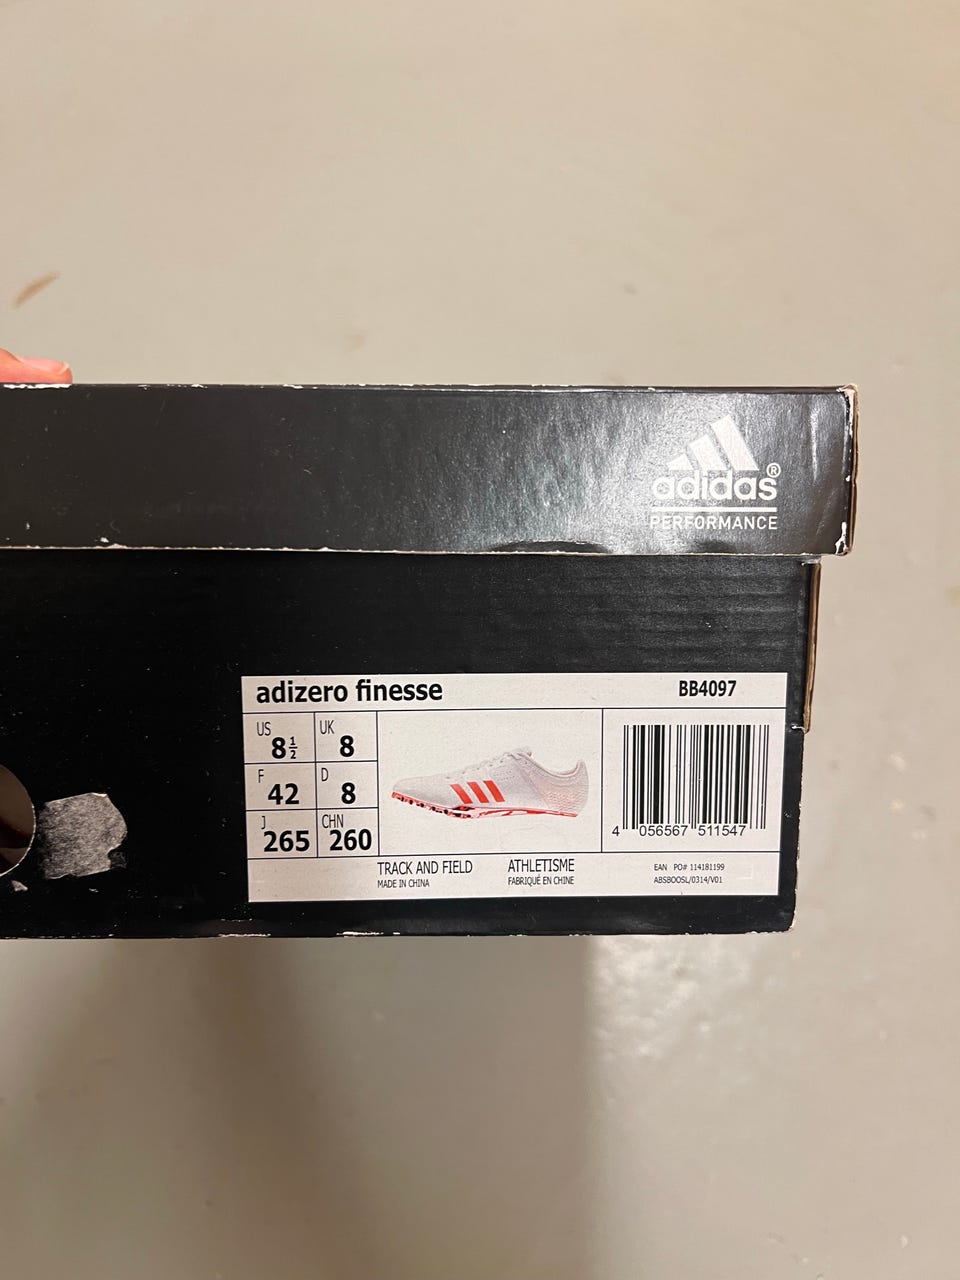 adidas®
PERFORMANCE
adizero finesse BB4097
US 8½ UK 8
F 42 D 8
J 265 CHN 260
4 056567 511547
TRACK AND FIELD ATHLETISME EAN PO# 114181199
MADE IN CHINA FABRIQUÉ EN CHINE ABSBOOSL/0314/V01